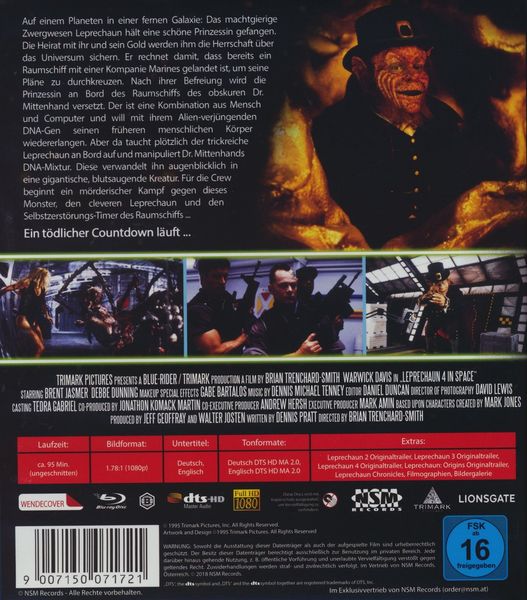 Auf einem Planeten in einer fernen Galaxie: Das machtgierige
Zwergwesen Leprechaun hält eine schöne Prinzessin gefangen.
Die Heirat mit ihr und sein Gold werden ihm die Herrschaft über
das Universum sichern. Er rechnet damit, dass bereits ein
Raumschiff mit einer Kompanie Marines gelandet ist, um seine
Pläne zu durchkreuzen. Nach ihrer Befreiung wird die
Prinzessin an Bord des Raumschiffs des obskuren Dr.
Mittenhand versetzt. Der ist eine Kombination aus Mensch
und Computer und will mit ihrem Alien-verjüngenden
DNA-Gen seinen früheren menschlichen Körper
wiedererlangen. Aber da taucht plötzlich der trickreiche
Leprechaun an Bord auf und manipuliert Dr. Mittenhands
DNA-Mixtur. Diese verwandelt ihn augenblicklich in
eine gigantische, blutsaugende Kreatur. Für die Crew
beginnt ein mörderischer Kampf gegen dieses
Monster, den cleveren Leprechaun und den
Selbstzerstörungs-Timer des Raumschiffs ...
Ein tödlicher Countdown läuft ...
TRIMARK PICTURES PRESENTS A BLUE-RIDER / TRIMARK PRODUCTION A FILM BY BRIAN TRENCHARD-SMITH WARWICK DAVIS IN „LEPRECHAUN 4 IN SPACE"
STARRING BRENT JASMER DEBBE DUNNING MAKEUP SPECIAL EFFECTS GABE BARTALOS MUSIC BY DENNIS MICHAEL TENNEY EDITOR DANIEL DUNCAN DIRECTOR OF PHOTOGRAPHY DAVID LEWIS
CASTING TEDRA GABRIEL CO-PRODUCED BY JONATHON KOMACK MARTIN CO-EXECUTIVE PRODUCER ANDREW HERSH EXECUTIVE PRODUCER MARK AMIN BASED UPON CHARACTERS CREATED BY MARK JONES
PRODUCED BY JEFF GEOFFRAY AND WALTER JOSTEN WRITTEN BY DENNIS PRATT DIRECTED BY BRIAN TRENCHARD-SMITH
Laufzeit: Bildformat: Untertitel: Tonformate: Extras:
ca. 95 Min. (ungeschnitten)
1.78:1 (1080p)
Deutsch, Englisch
Deutsch DTS HD MA 2.0, Englisch DTS HD MA 2.0
Leprechaun 2 Originaltrailer, Leprechaun 3 Originaltrailer,
Leprechaun 4 Originaltrailer, Leprechaun: Origins Originaltrailer,
Leprechaun Chronicles, Filmografien, Bildergalerie
WENDECOVER
Blu-ray Disc
B
dts-HD Master Audio
Full HD 1080
NSM RECORDS
TRIMARK
LIONSGATE
© 1995 Trimark Pictures, Inc. All Rights Reserved.
Artwork and Design: © 1995 Trimark Pictures, Inc. All Rights Reserved.
FSK ab 16 freigegeben
9 007150 071721
© NSM Records - Alle Rechte vorbehalten.
Im Exklusivvertrieb von NSM Records (order@nsm.at)